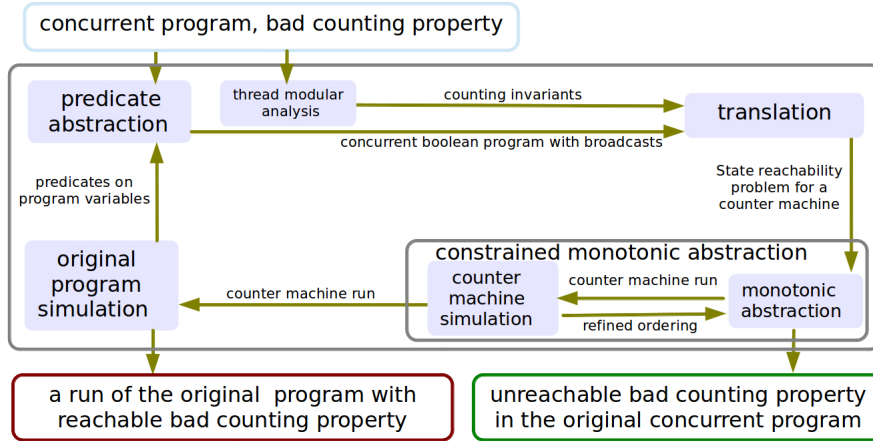 concurrent program, bad counting property
predicate
abstraction
thread modular
analysis
counting invariants
translation
concurrent boolean program with broadcasts
predicates on
program variables
State reachability
problem for a
counter machine
constrained monotonic abstraction
original
program
simulation
counter machine run
counter
machine
simulation
counter machine run
refined ordering
monotonic
abstraction
a run of the original program with
reachable bad counting property
unreachable bad counting property
in the original concurrent program